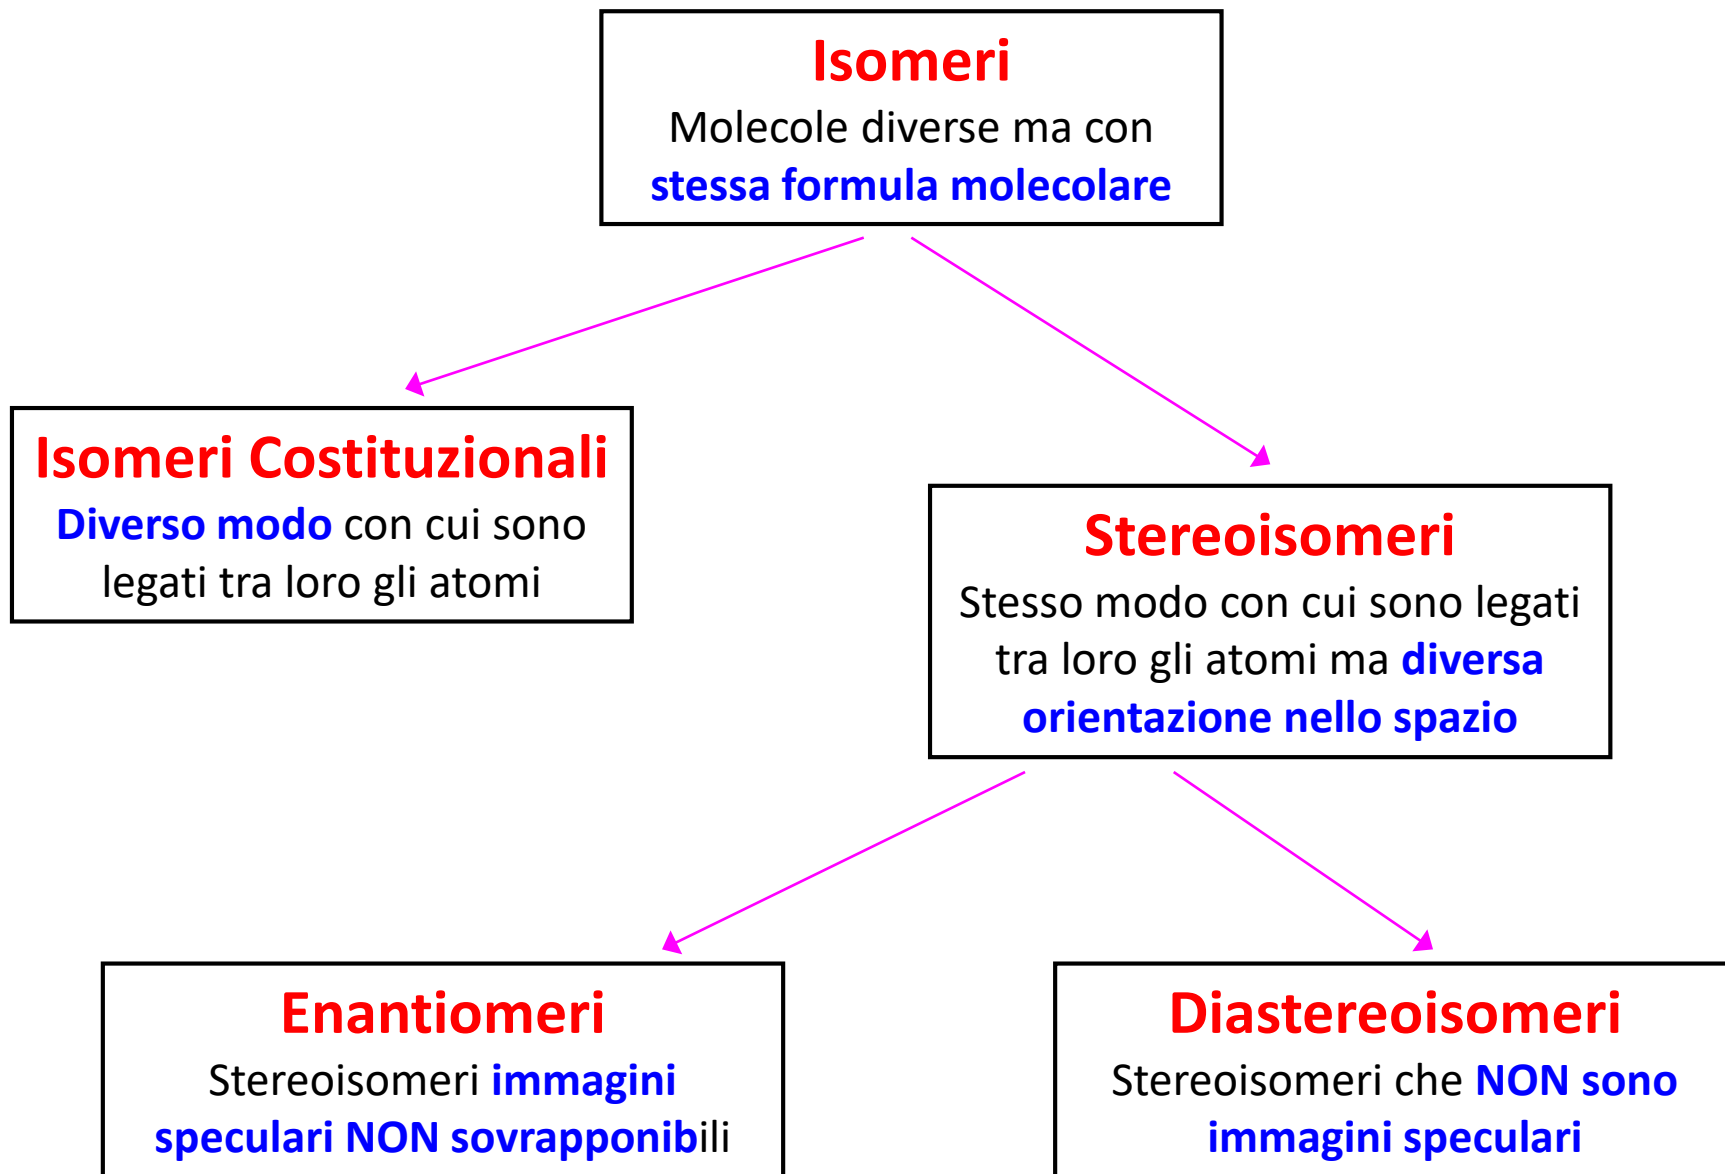 Isomeri
Molecole diverse ma con
stessa formula molecolare
Isomeri Costituzionali
Diverso modo con cui sono
legati tra loro gli atomi
Stereoisomeri
Stesso modo con cui sono legati
tra loro gli atomi ma diversa
orientazione nello spazio
Enantiomeri
Stereoisomeri immagini
speculari NON sovrapponibili
Diastereoisomeri
Stereoisomeri che NON sono
immagini speculari